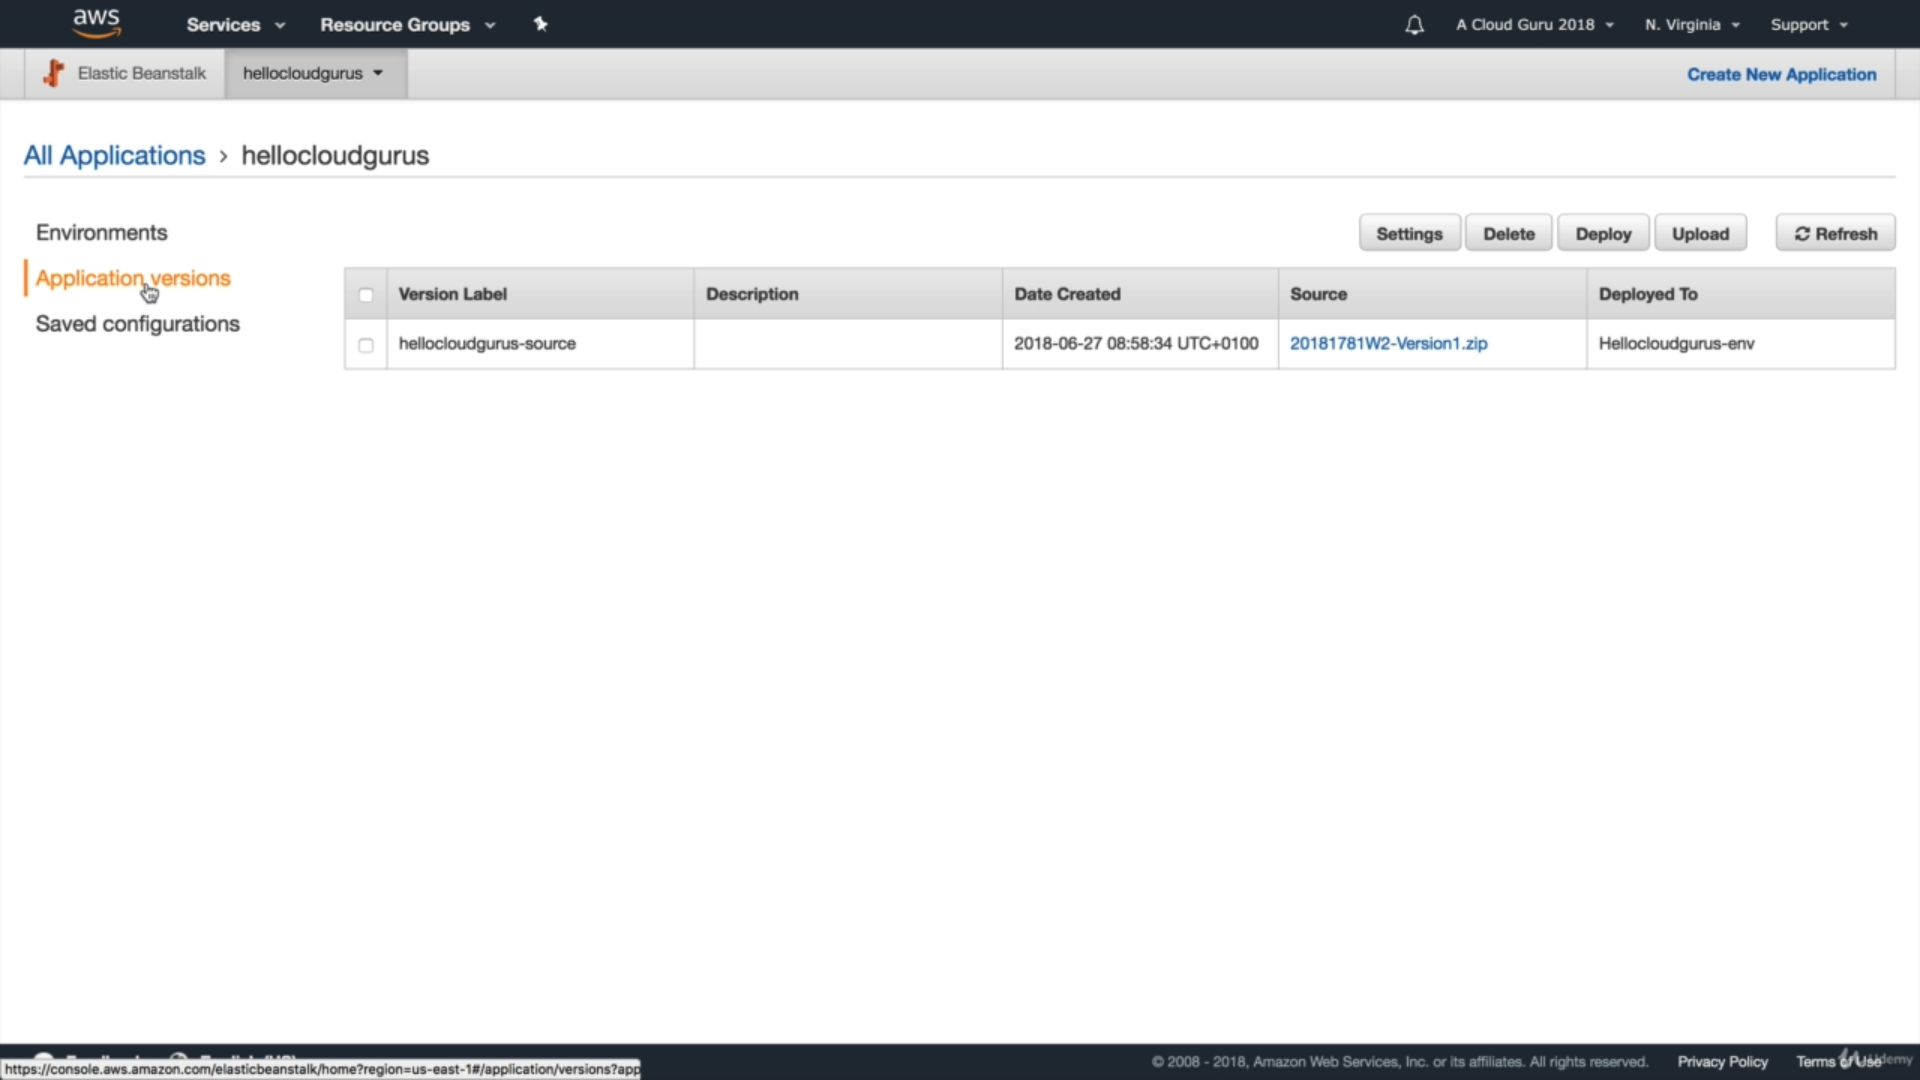 aws Services Resource Groups A Cloud Guru 2018 N. Virginia Support
Elastic Beanstalk hellocloudgurus Create New Application
All Applications › hellocloudgurus
Environments
Application versions
Saved configurations
Settings Delete Deploy Upload Refresh
Version Label Description Date Created Source Deployed To
hellocloudgurus-source 2018-06-27 08:58:34 UTC+0100 20181781W2-Version1.zip Hellocloudgurus-env
https://console.aws.amazon.com/elasticbeanstalk/home?region=us-east-1#/application/versions?app
© 2008 - 2018, Amazon Web Services, Inc. or its affiliates. All rights reserved. Privacy Policy Terms of Use